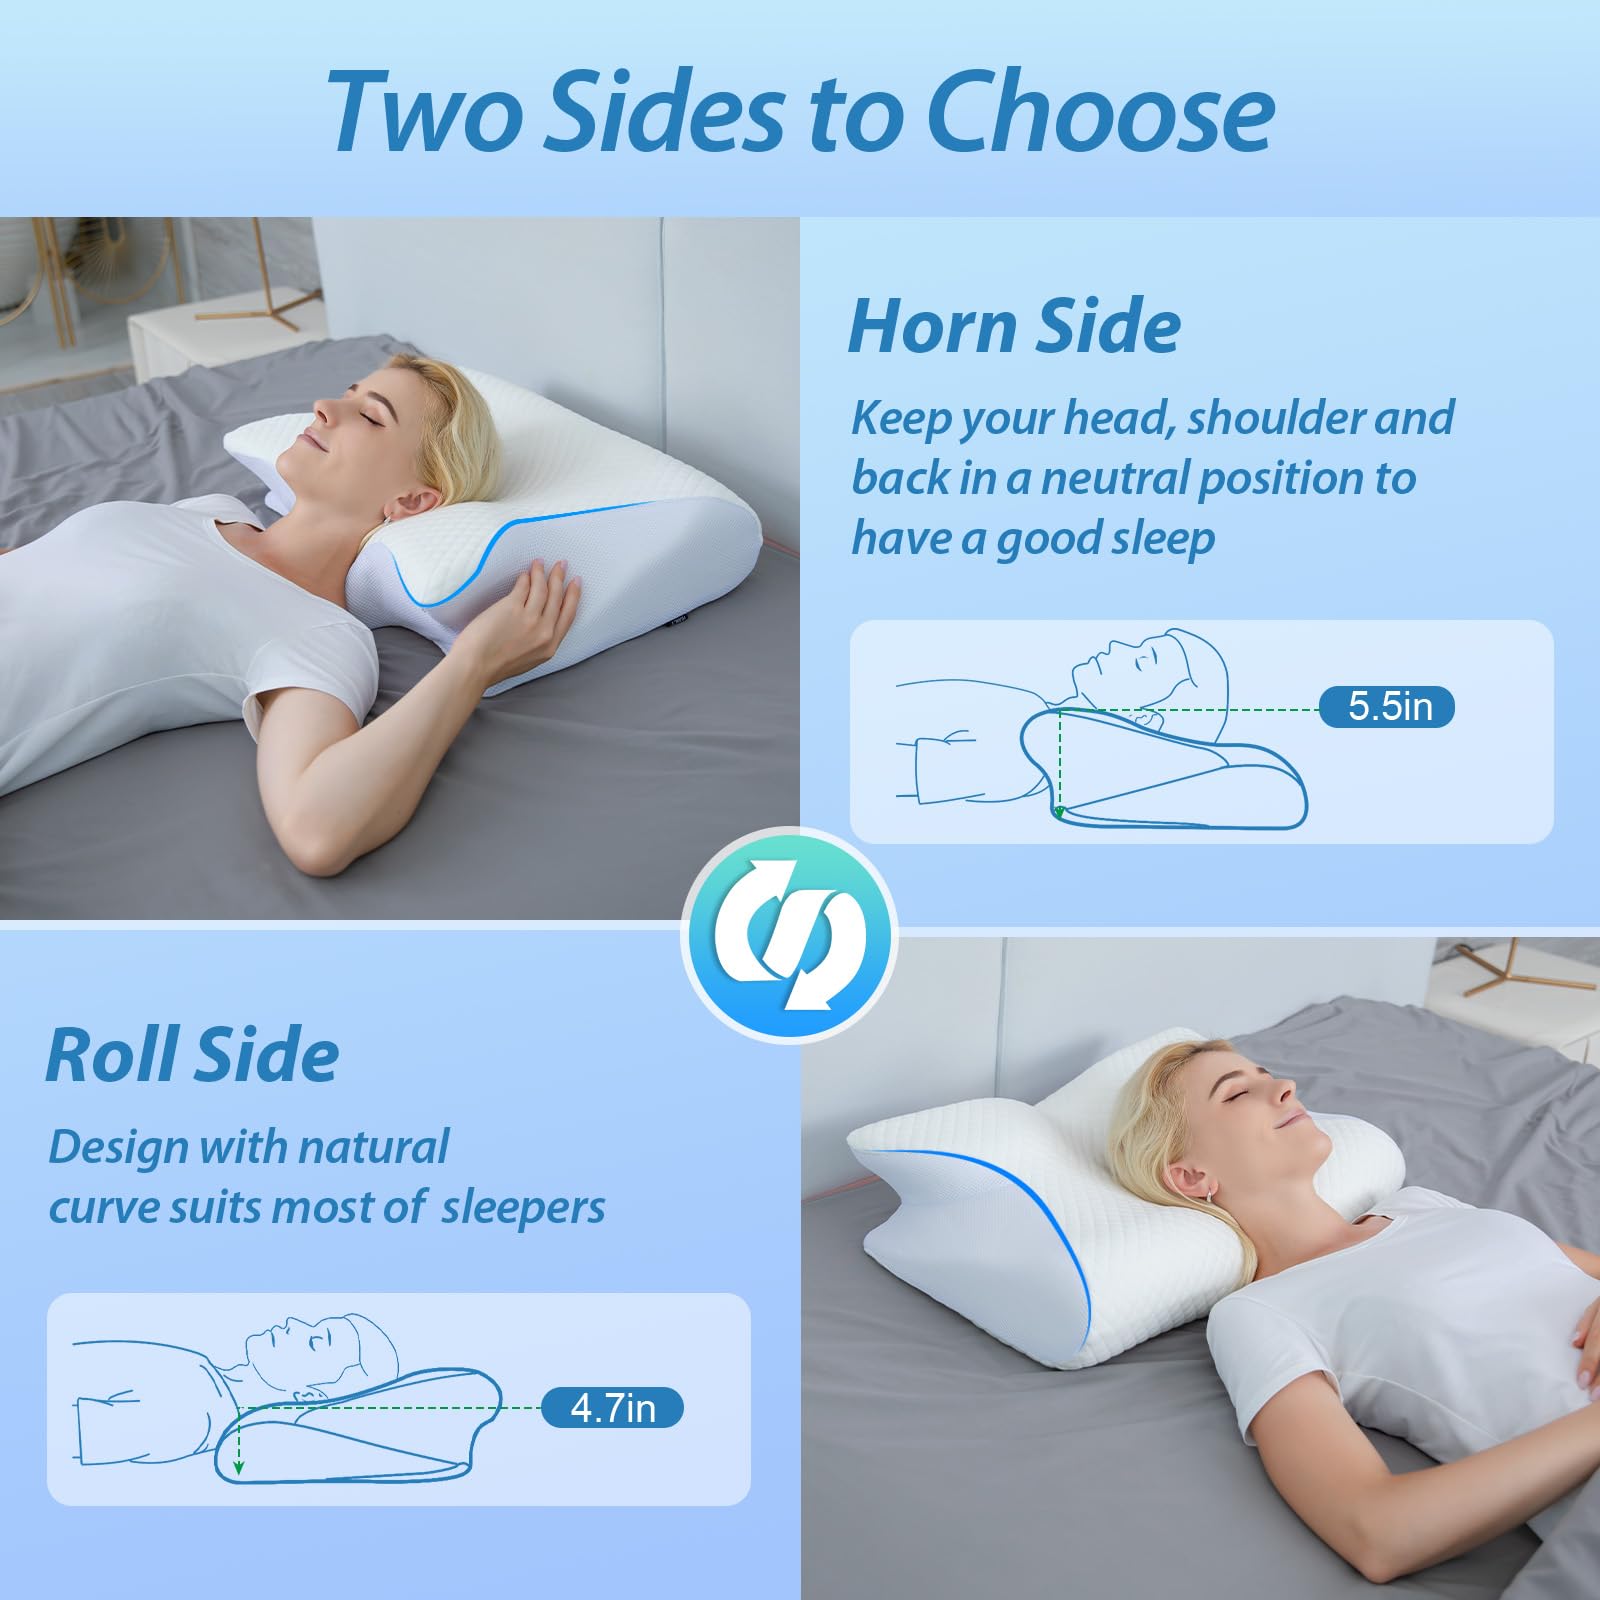 Two Sides to Choose
Horn Side
Keep your head, shoulder and
back in a neutral position to
have a good sleep
5.5in
Roll Side
Design with natural
curve suits most of sleepers
4.7in